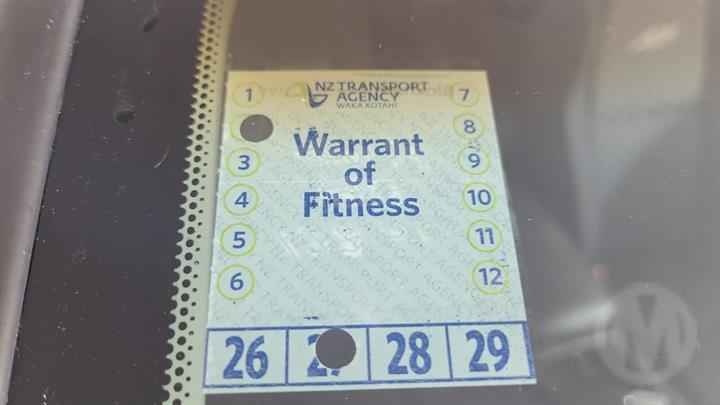 NZ TRANSPORT
AGENCY
WAKA KOTAHI
1
7
8
Warrant
of
Fitness
3
9
4
10
5
11
6
12
26
28
29
M